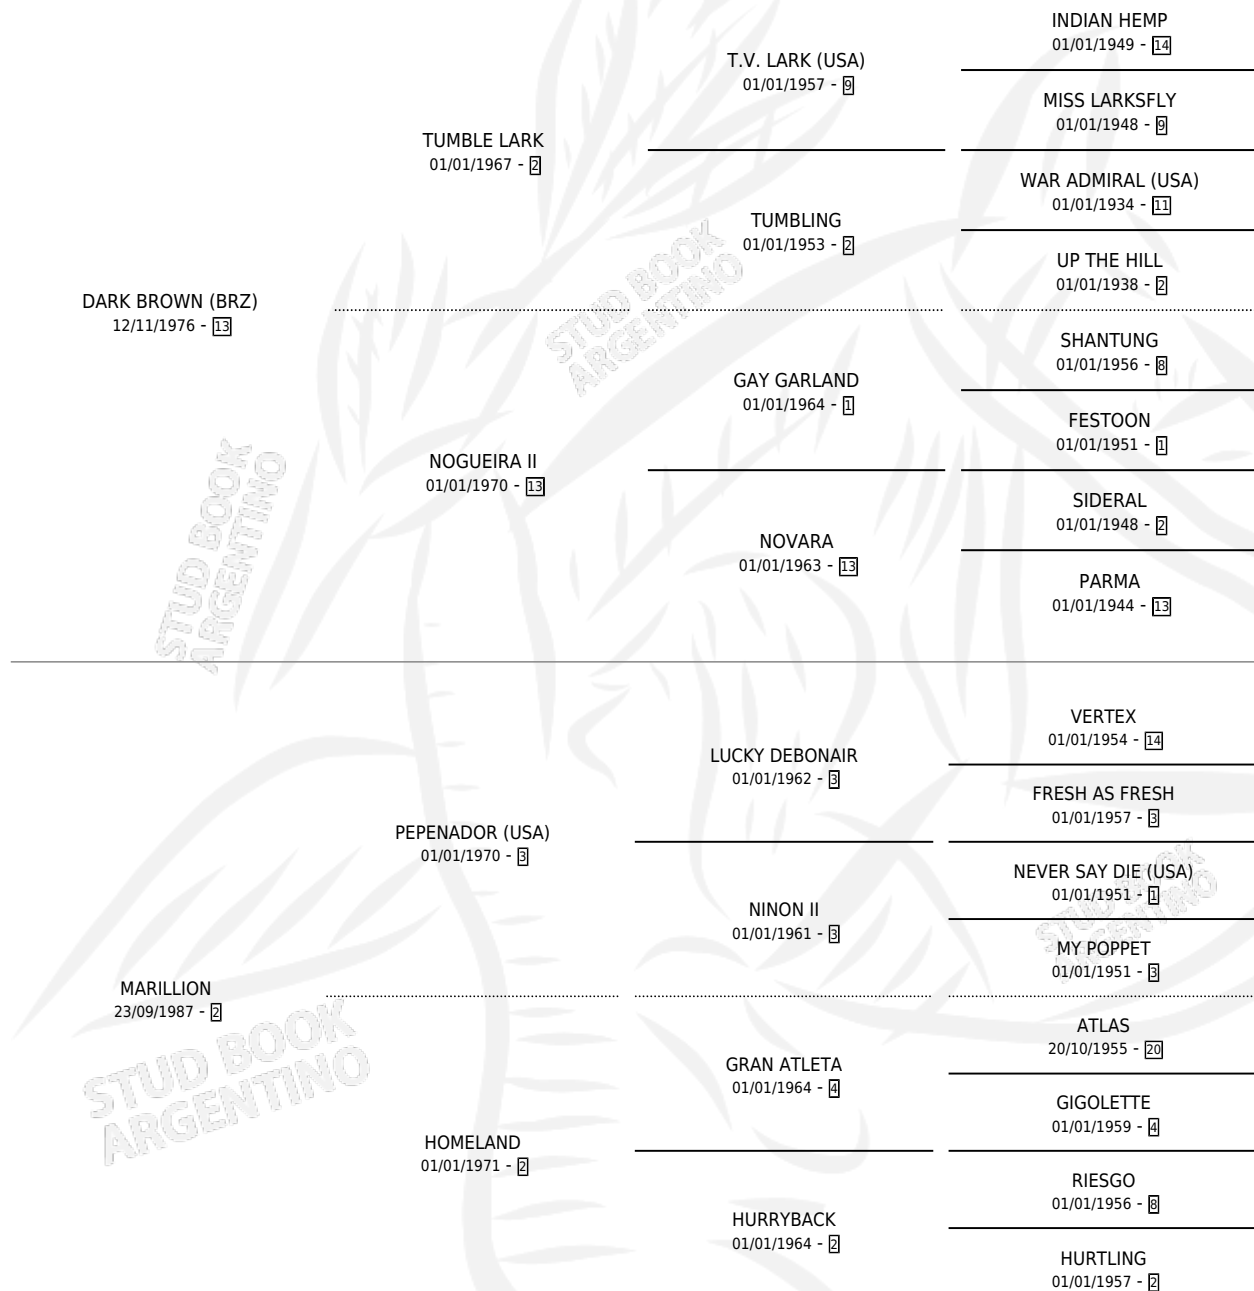 INDIAN HEMP
01/01/1949 - 14
T.V. LARK (USA)
01/01/1957 - 9
MISS LARKSFLY
01/01/1948 - 9
TUMBLE LARK
01/01/1967 - 2
WAR ADMIRAL (USA)
01/01/1934 - 11
TUMBLING
01/01/1953 - 2
UP THE HILL
01/01/1938 - 2
DARK BROWN (BRZ)
12/11/1976 - 13
STUD BOOK
ARGENTINO
SHANTUNG
01/01/1956 - 8
GAY GARLAND
01/01/1964 - 1
FESTOON
01/01/1951 - 1
NOGUEIRA II
01/01/1970 - 13
SIDERAL
01/01/1948 - 2
NOVARA
01/01/1963 - 13
PARMA
01/01/1944 - 13
STUD BOOK
ARGENTINO
VERTEX
01/01/1954 - 14
LUCKY DEBONAIR
01/01/1962 - 3
FRESH AS FRESH
01/01/1957 - 3
PEPENADOR (USA)
01/01/1970 - 3
NEVER SAY DIE (USA)
01/01/1951 - 1
NINON II
01/01/1961 - 3
MY POPPET
01/01/1951 - 3
STUD BOOK
ARGENTINO
MARILLION
23/09/1987 - 2
ATLAS
20/10/1955 - 20
GRAN ATLETA
01/01/1964 - 4
GIGOLETTE
01/01/1959 - 4
STUD BOOK
ARGENTINO
HOMELAND
01/01/1971 - 2
RIESGO
01/01/1956 - 8
HURRYBACK
01/01/1964 - 2
HURTLING
01/01/1957 - 2